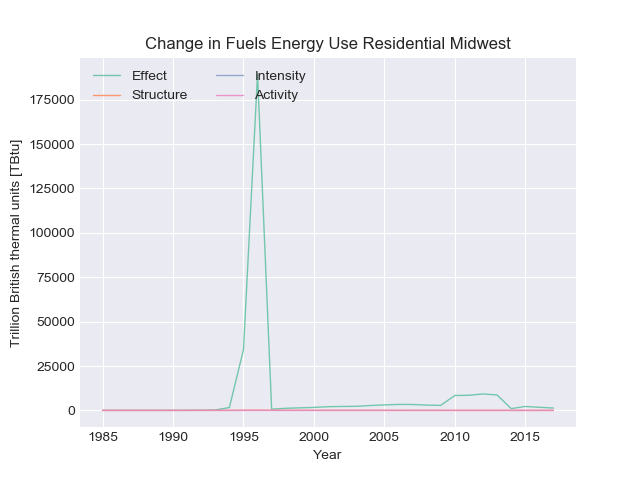 Change in Fuels Energy Use Residential Midwest
Effect
Structure
Intensity
Activity
Trillion British thermal units [TBtu]
175000
150000
125000
100000
75000
50000
25000
0
1985 1990 1995 2000 2005 2010 2015
Year